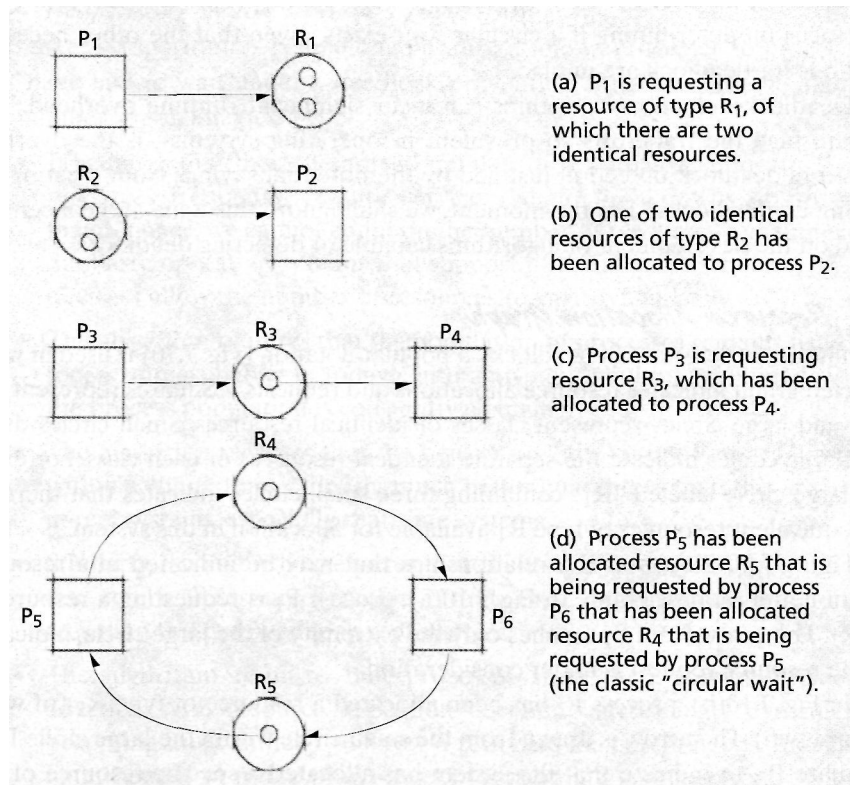 P1 R1
(a) P1 is requesting a
resource of type R1, of
which there are two
identical resources.
R2 P2
(b) One of two identical
resources of type R2 has
been allocated to process P2.
P3 R3 P4
(c) Process P3 is requesting
resource R3, which has been
allocated to process P4.
R4
P5 P6
R5
(d) Process P5 has been
allocated resource R5 that is
being requested by process
P6 that has been allocated
resource R4 that is being
requested by process P5
(the classic “circular wait”).